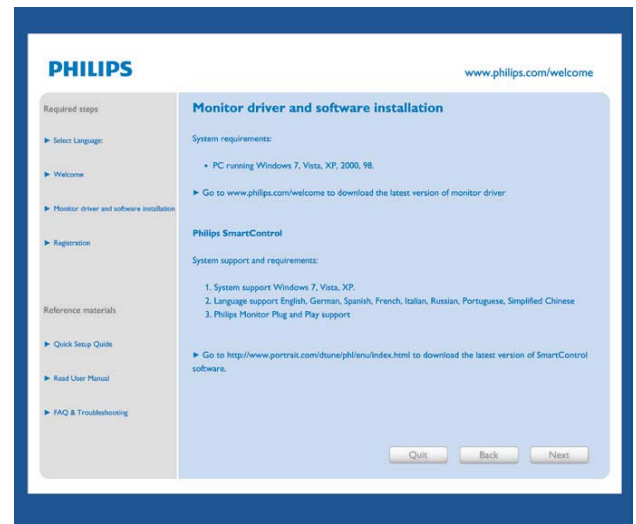 PHILIPS
www.philips.com/welcome
Required steps
► Select Language:
► Welcome
► Monitor driver and software installation
► Registration
Reference materials
► Quick Setup Quide
► Read User Manual
► FAQ & Troubleshooting
Monitor driver and software installation
System requirements:
• PC running Windows 7, Vista, XP, 2000, 98.
► Go to www.philips.com/welcome to download the latest version of monitor driver
Philips SmartControl
System support and requirements:
1. System support Windows 7, Vista, XP.
2. Language support English, German, Spanish, French, Italian, Russian, Portuguese, Simplified Chinese
3. Philips Monitor Plug and Play support
► Go to http://www.portrait.com/dtune/phl/enu/index.html to download the latest version of SmartControl
software.
Quit
Back
Next